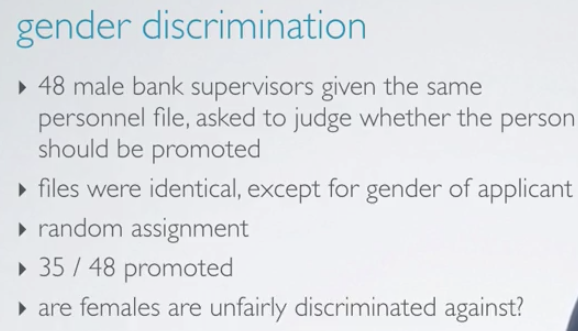 gender discrimination
▸ 48 male bank supervisors given the same
personnel file, asked to judge whether the person
should be promoted
▸ files were identical, except for gender of applicant
▸ random assignment
▸ 35 / 48 promoted
▸ are females are unfairly discriminated against?